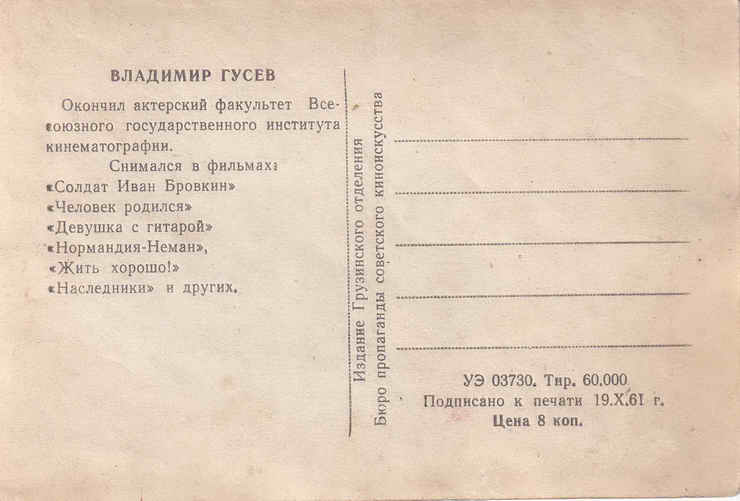 ВЛАДИМИР ГУСЕВ
Окончил актерский факультет Все-
союзного государственного института
кинематографии.
Снимался в фильмах:
«Солдат Иван Бровкин»
«Человек родился»
«Девушка с гитарой»
«Нормандия-Неман»,
«Жить хорошо!»
«Наследники» и других.
Издание Грузинского отделения
Бюро пропаганды советского киноискусства
УЭ 03730. Тир. 60.000
Подписано к печати 19.X.61 г.
Цена 8 коп.